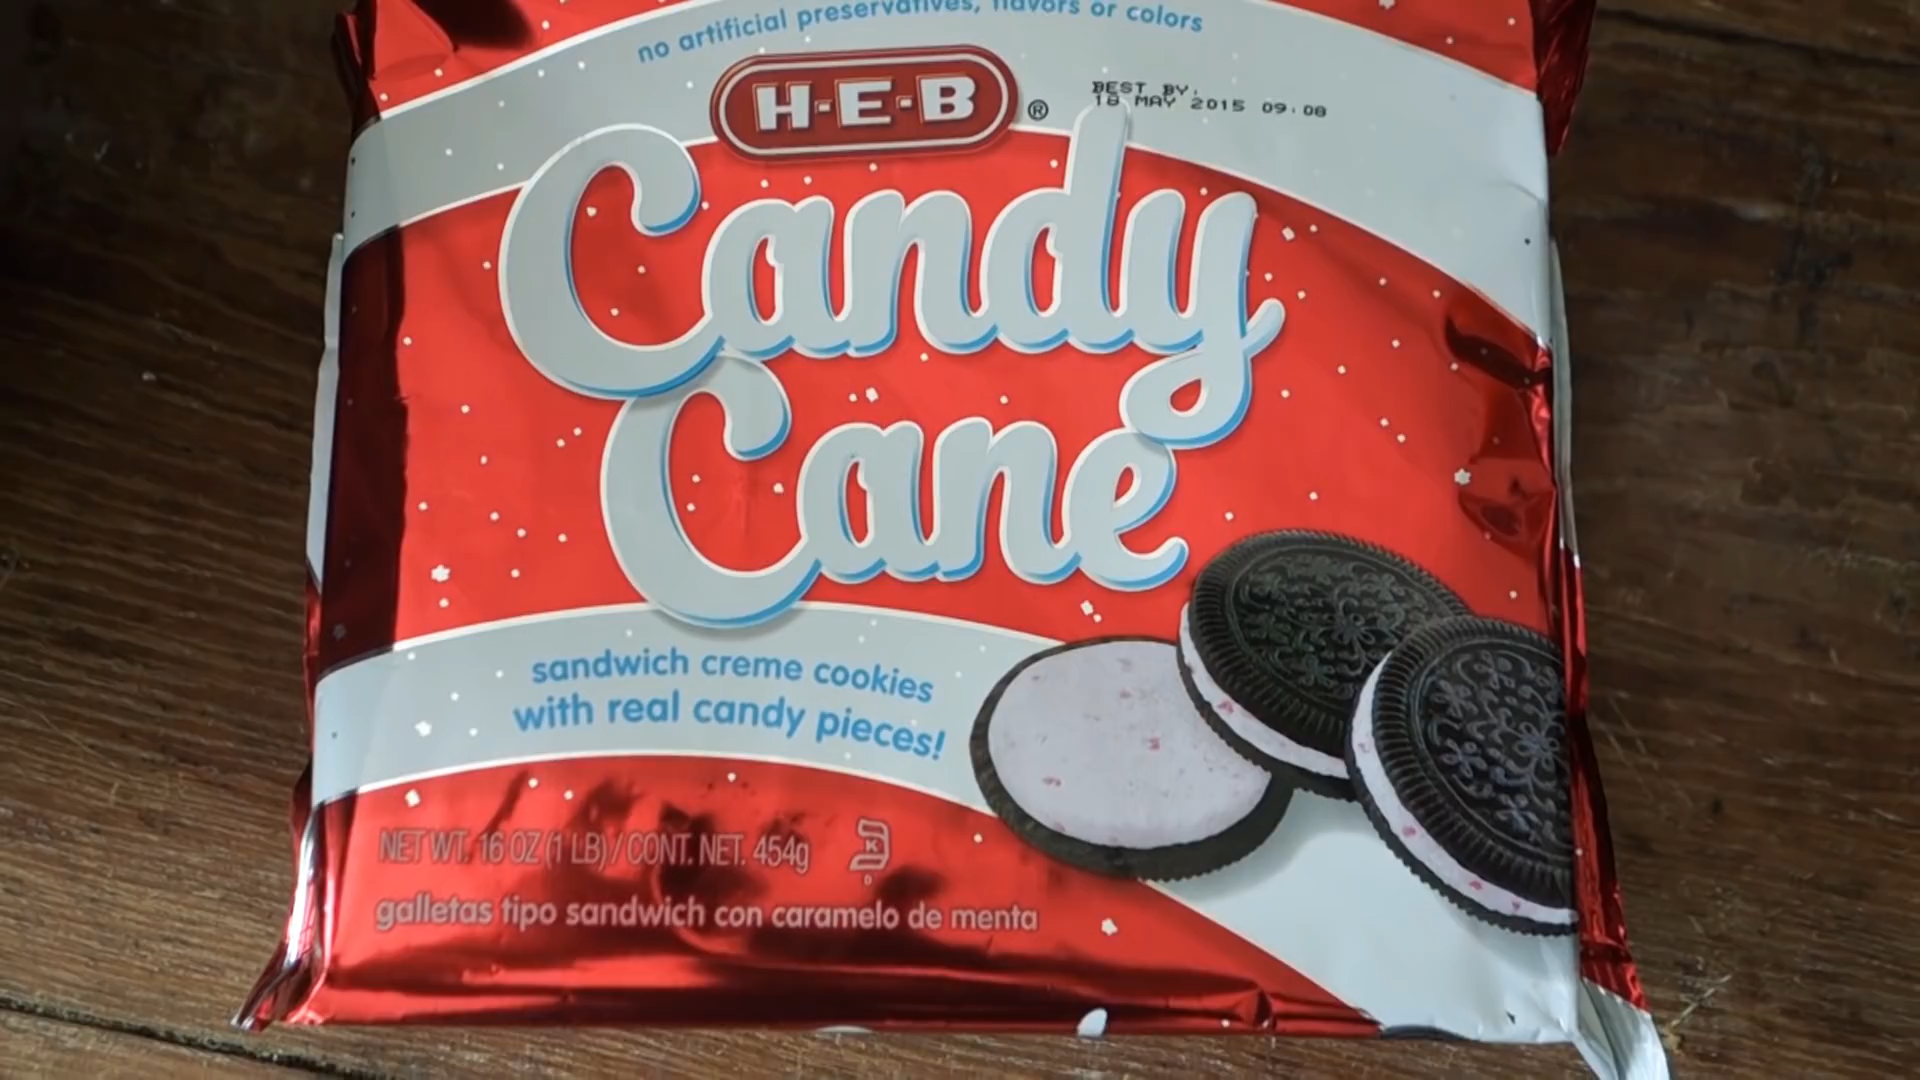 no artificial preservatives, flavors or colors
H-E-B ®
BEST BY:
18 MAY 2015 09:08
Candy
Cane
sandwich creme cookies
with real candy pieces!
NET WT. 16 OZ (1 LB)/CONT. NET. 454g
K
D
galletas tipo sandwich con caramelo de menta